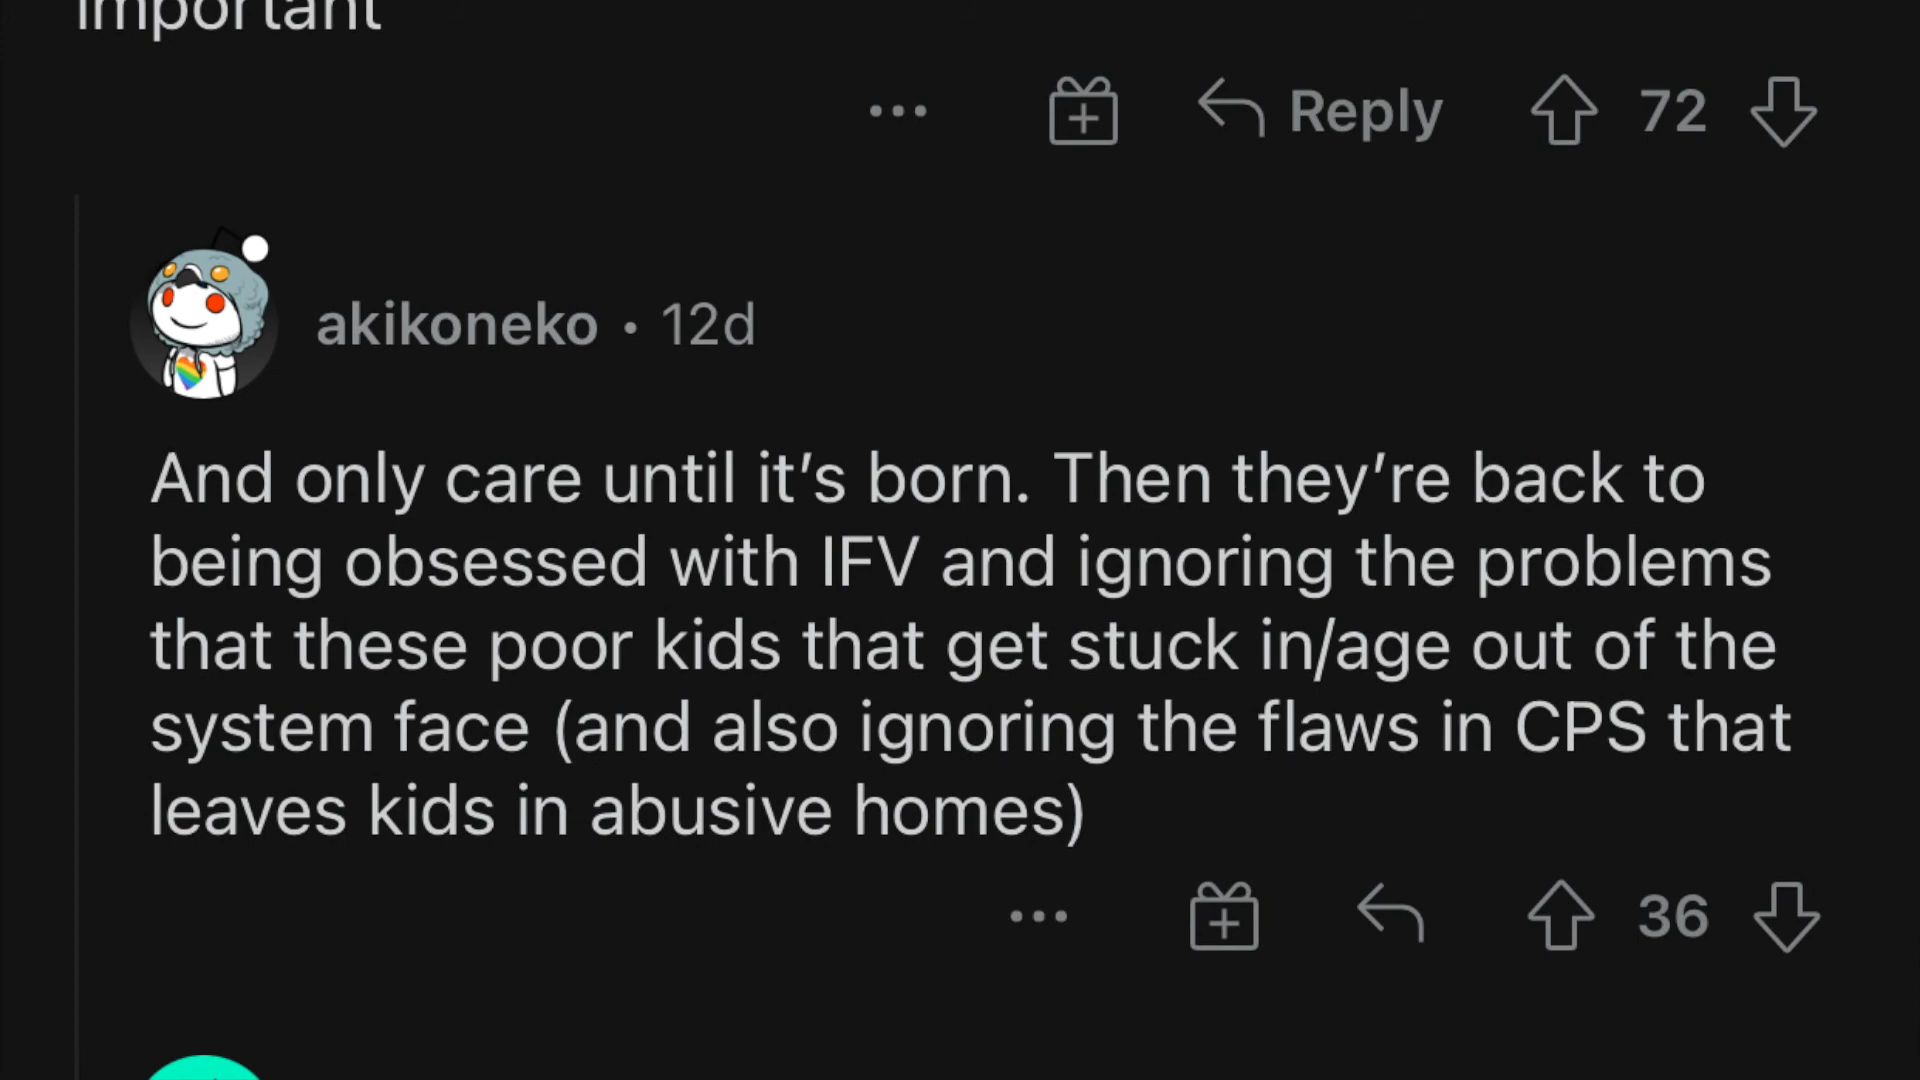 important
Reply 72
akikoneko • 12d
And only care until it’s born. Then they’re back to
being obsessed with IFV and ignoring the problems
that these poor kids that get stuck in/age out of the
system face (and also ignoring the flaws in CPS that
leaves kids in abusive homes)
36